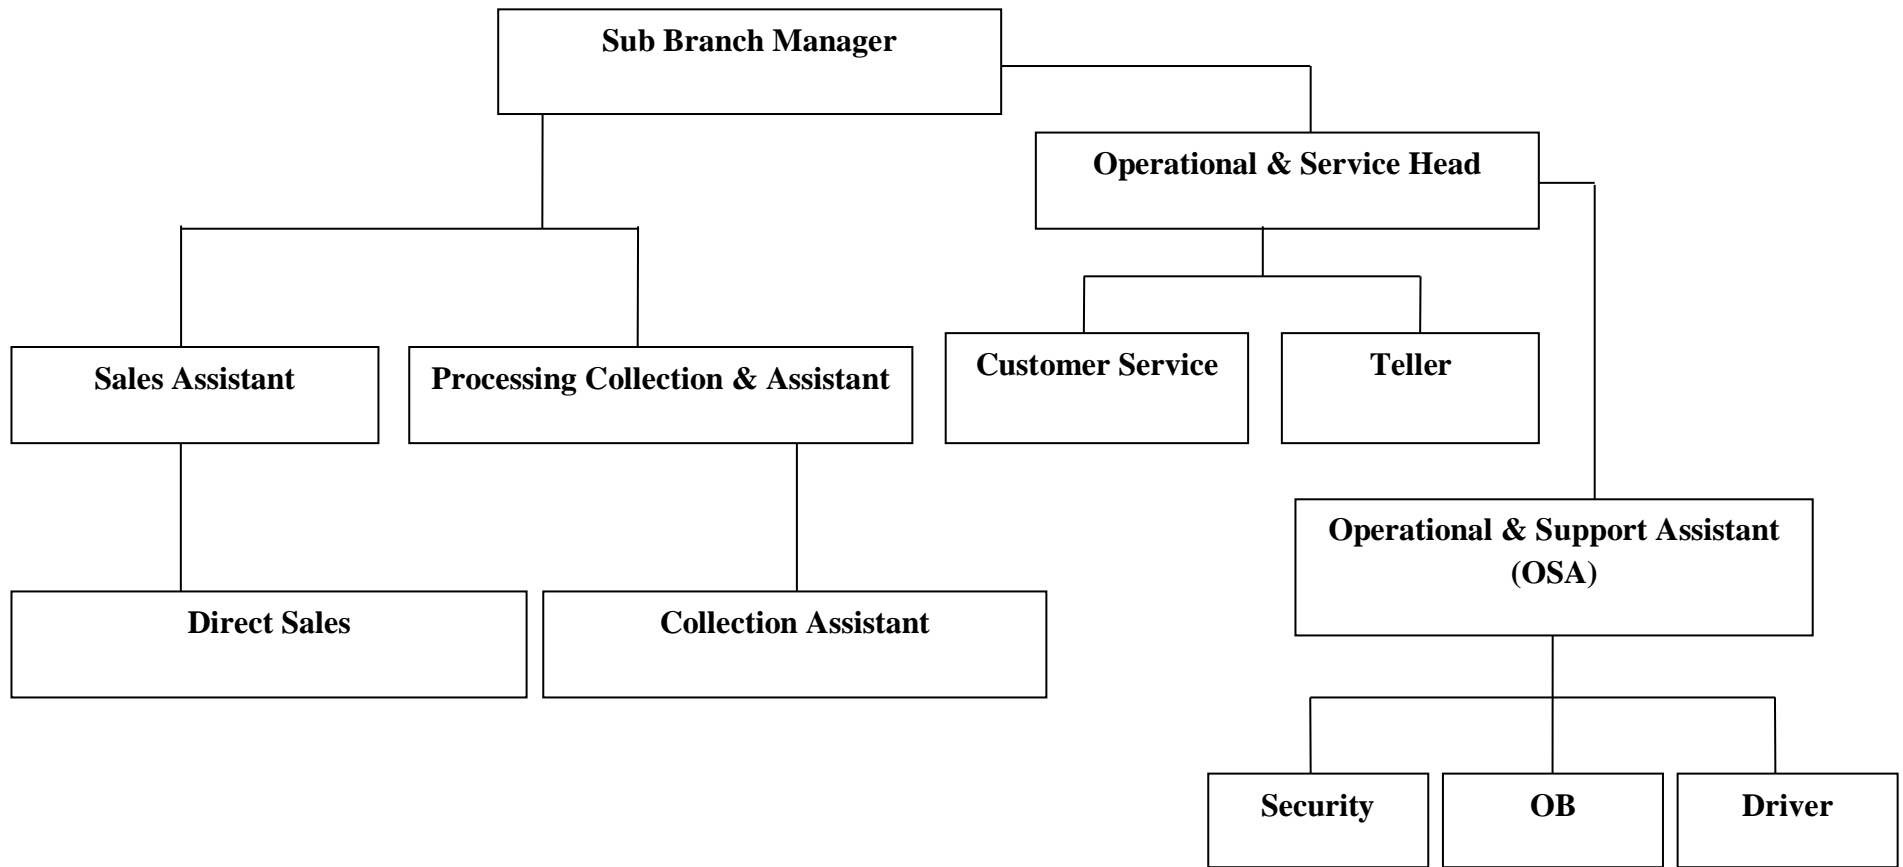 Sub Branch Manager
Operational & Service Head
Sales Assistant
Processing Collection & Assistant
Customer Service
Teller
Operational & Support Assistant
(OSA)
Direct Sales
Collection Assistant
Security
OB
Driver